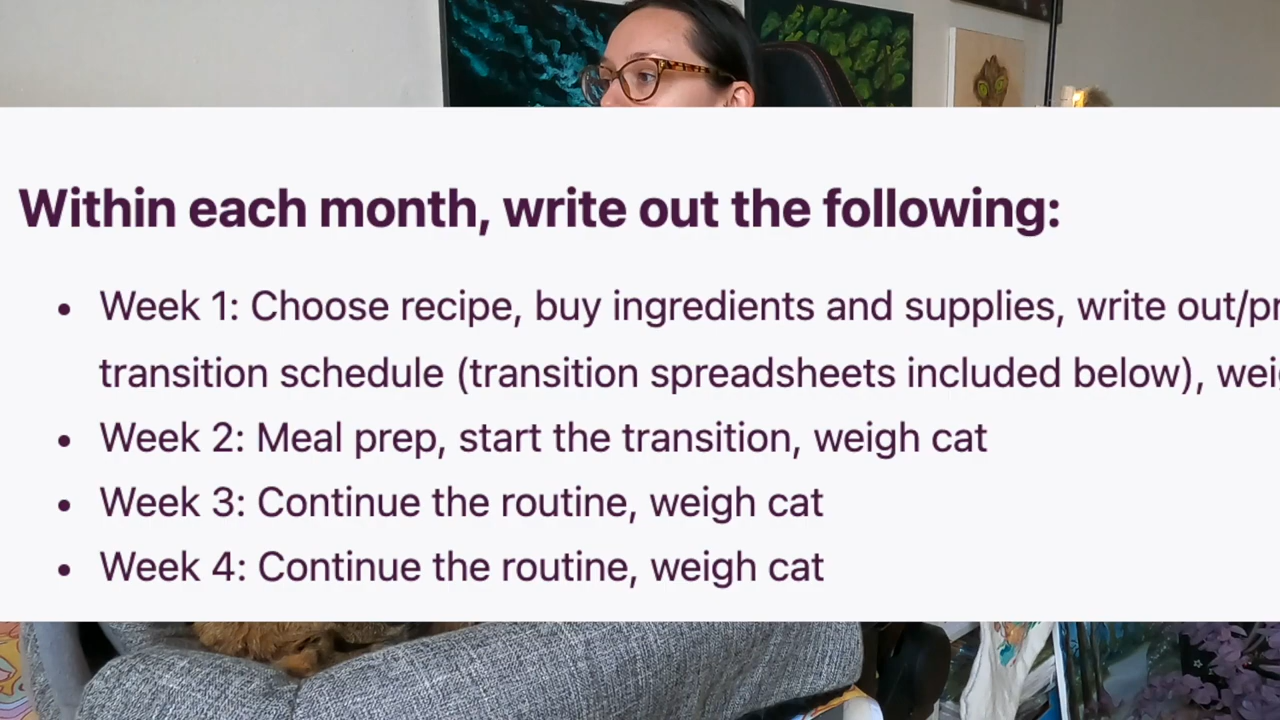 Within each month, write out the following:
• Week 1: Choose recipe, buy ingredients and supplies, write out/pr
transition schedule (transition spreadsheets included below), wei
• Week 2: Meal prep, start the transition, weigh cat
• Week 3: Continue the routine, weigh cat
• Week 4: Continue the routine, weigh cat